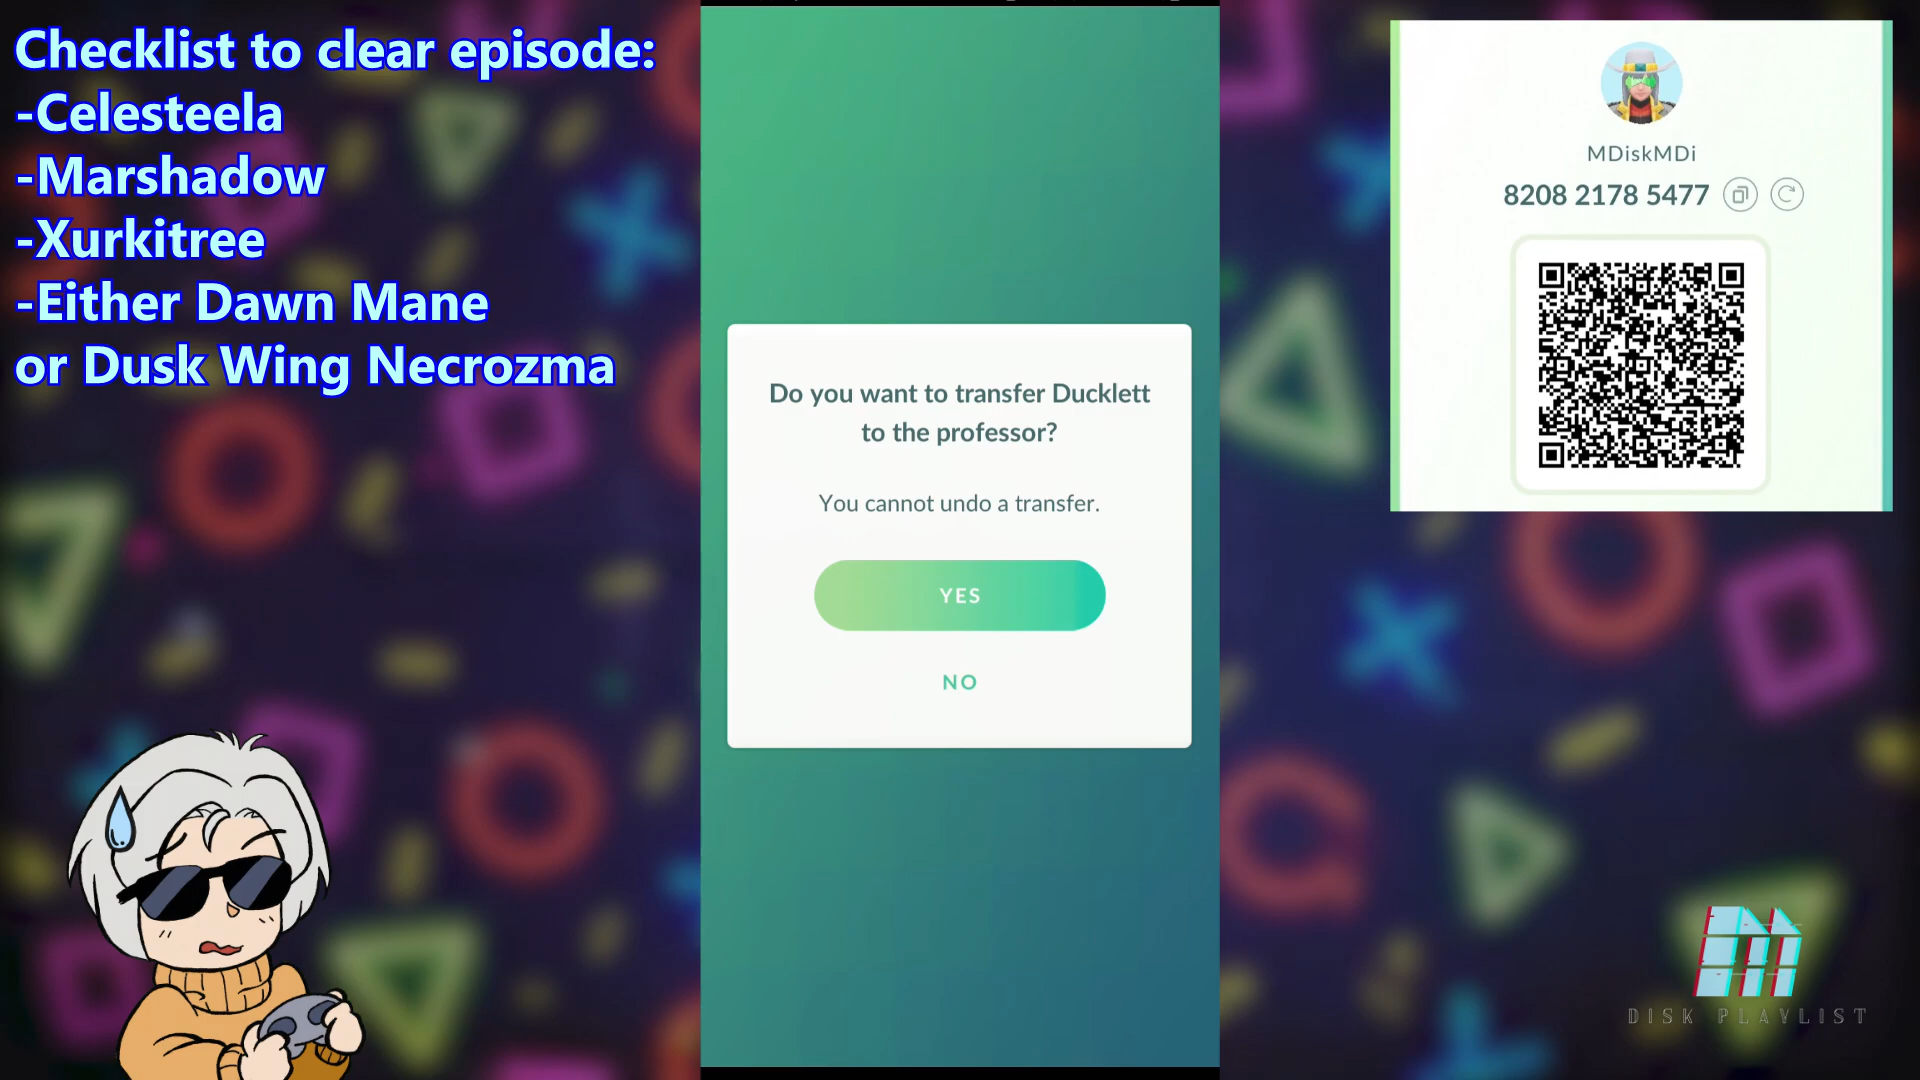 Checklist to clear episode:
-Celesteela
-Marshadow
-Xurkitree
-Either Dawn Mane
or Dusk Wing Necrozma
Do you want to transfer Ducklett
to the professor?
You cannot undo a transfer.
YES
NO
MDiskMDi
8208 2178 5477
DISK PLAYLIST